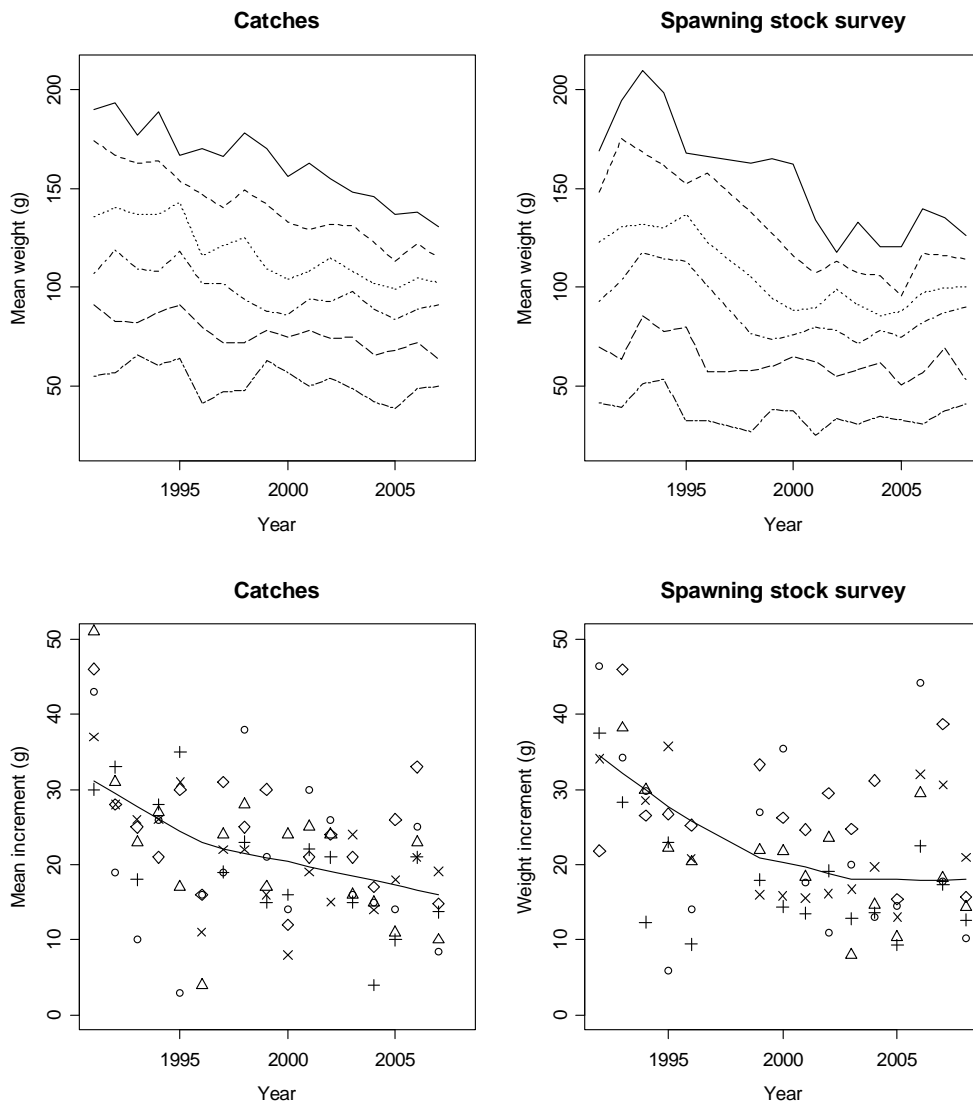 Catches
Mean weight (g)
200
150
100
50
1995 2000 2005
Year
Spawning stock survey
Mean weight (g)
200
150
100
50
1995 2000 2005
Year
Catches
Mean increment (g)
50
40
30
20
10
0
1995 2000 2005
Year
Spawning stock survey
Weight increment (g)
50
40
30
20
10
0
1995 2000 2005
Year